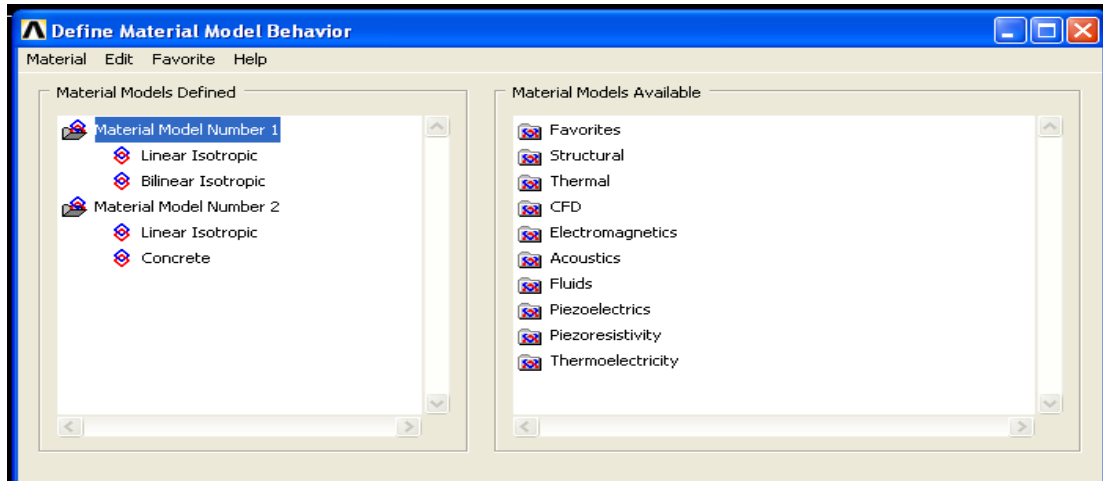 Define Material Model Behavior
Material Edit Favorite Help
Material Models Defined
Material Model Number 1
Linear Isotropic
Bilinear Isotropic
Material Model Number 2
Linear Isotropic
Concrete
Material Models Available
Favorites
Structural
Thermal
CFD
Electromagnetics
Acoustics
Fluids
Piezoelectrics
Piezoresistivity
Thermoelectricity